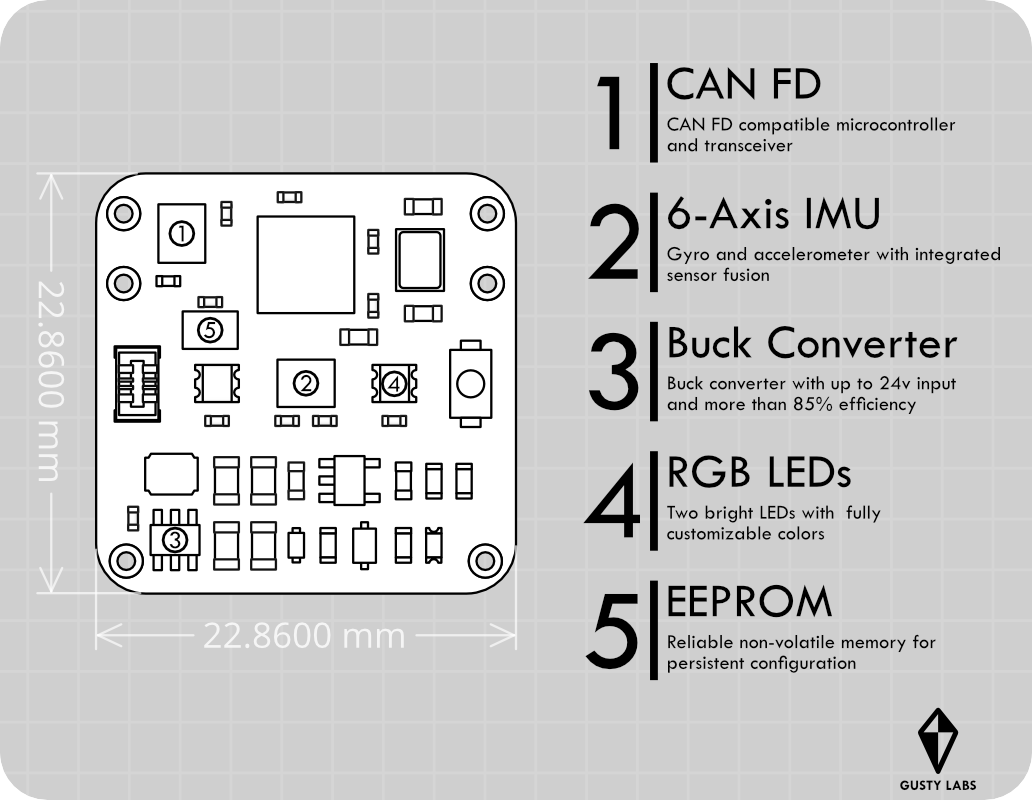 1
CAN FD
CAN FD compatible microcontroller
and transceiver
2
6-Axis IMU
Gyro and accelerometer with integrated
sensor fusion
3
Buck Converter
Buck converter with up to 24v input
and more than 85% efficiency
4
RGB LEDs
Two bright LEDs with  fully
customizable colors
5
EEPROM
Reliable non-volatile memory for
persistent configuration
1
5
2
4
3
22.8600 mm
22.8600 mm
GUSTY LABS